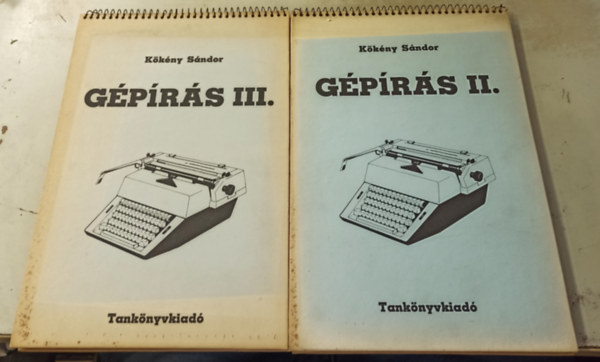 Kökény Sándor
GÉPÍRÁS III.
Tankönyvkiadó
Kökény Sándor
GÉPÍRÁS II.
Tankönyvkiadó